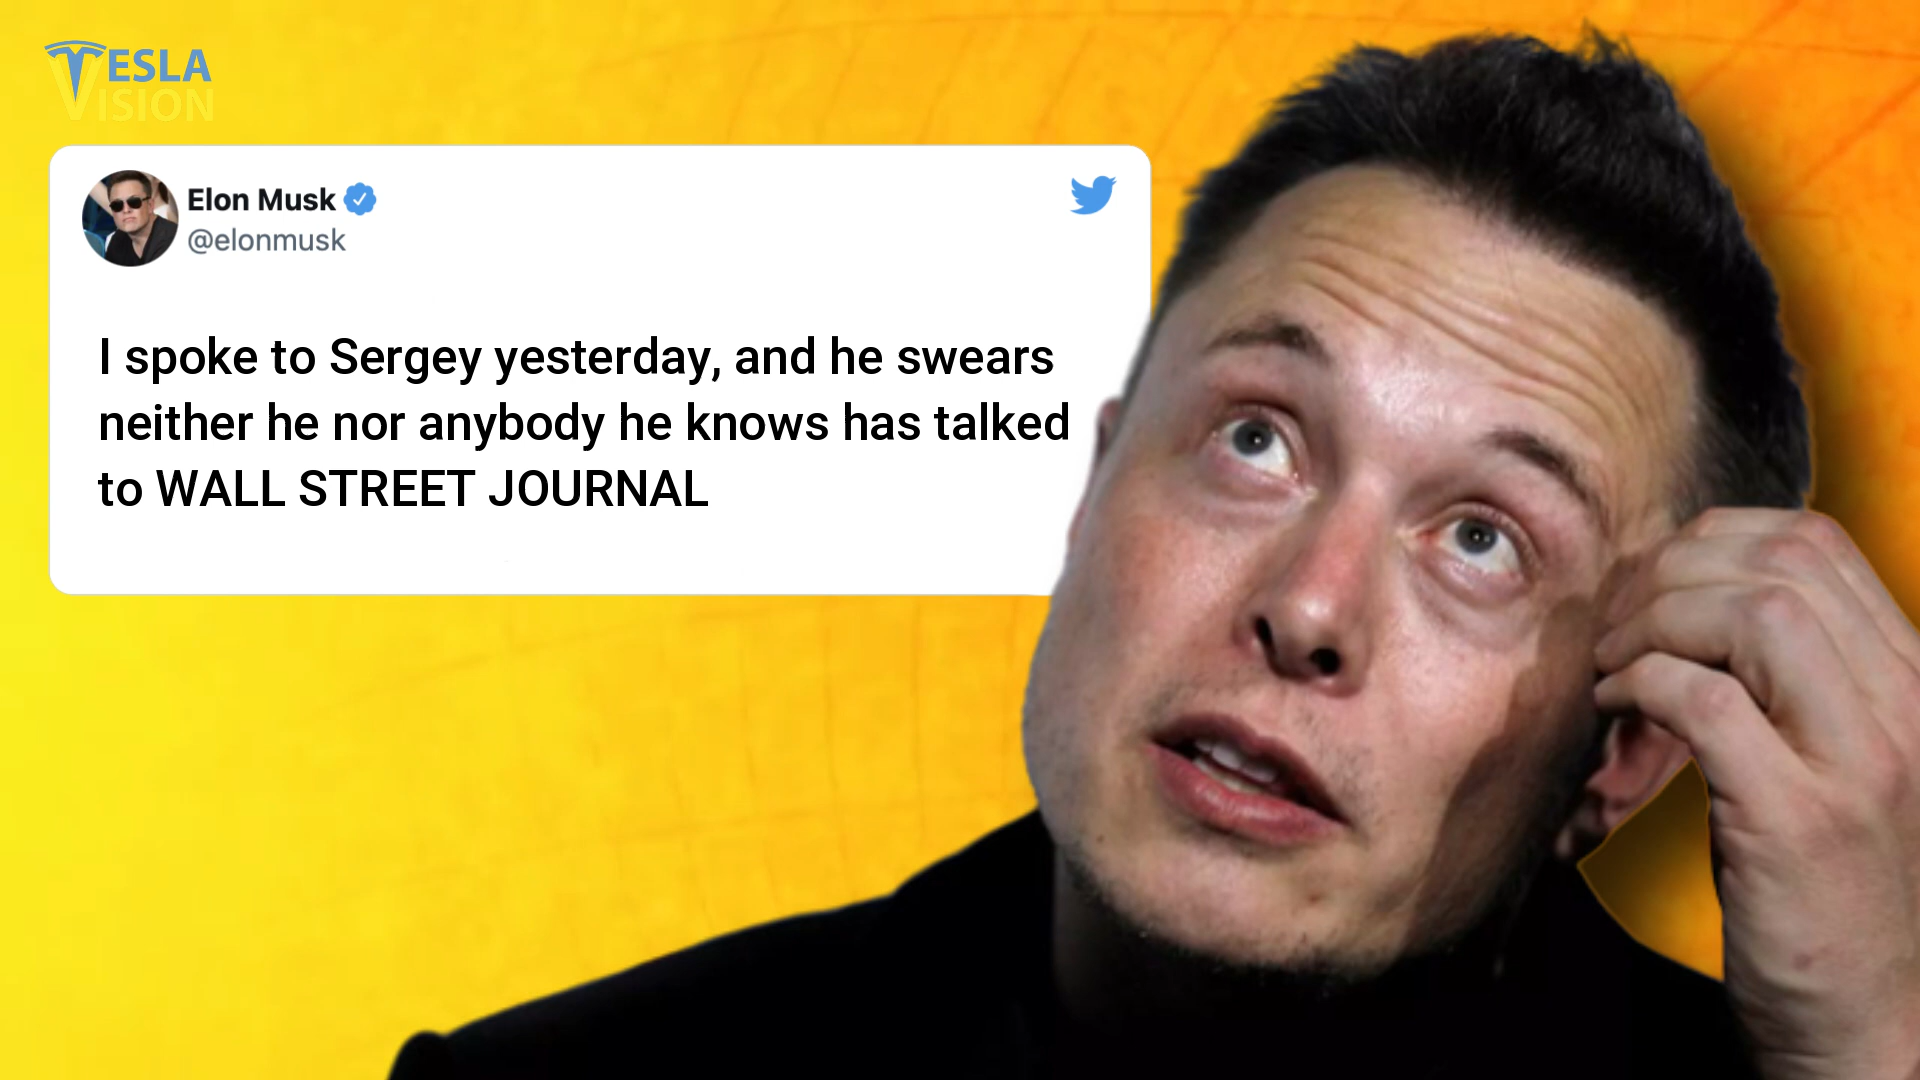 TESLA
VISION
Elon Musk
@elonmusk
I spoke to Sergey yesterday, and he swears
neither he nor anybody he knows has talked
to WALL STREET JOURNAL